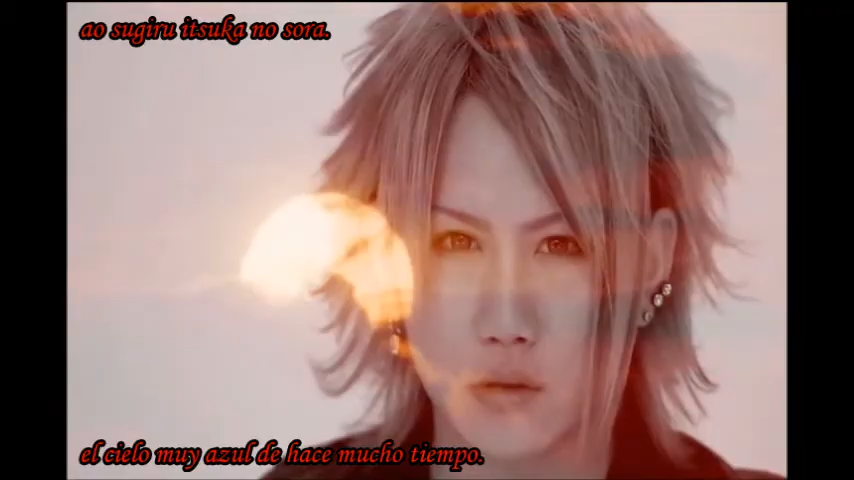 ao sugiru itsuka no sora.
el cielo muy azul de hace mucho tiempo.